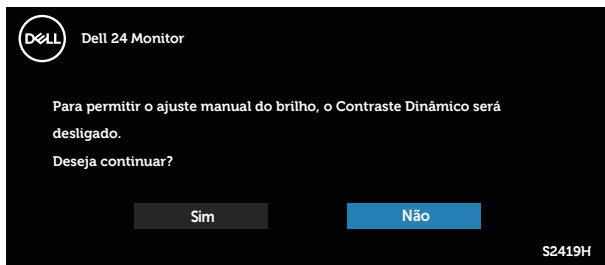 DELL
Dell 24 Monitor
Para permitir o ajuste manual do brilho, o Contraste Dinâmico será
desligado.
Deseja continuar?
Sim Não
S2419H